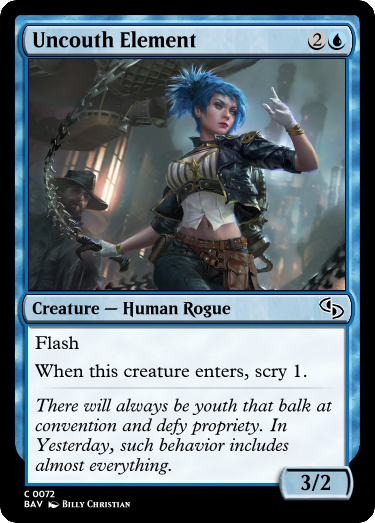 Uncouth Element 2
Creature — Human Rogue
Flash
When this creature enters, scry 1.
There will always be youth that balk at
convention and defy propriety. In
Yesterday, such behavior includes
almost everything.
3/2
C 0072
BAV Billy Christian